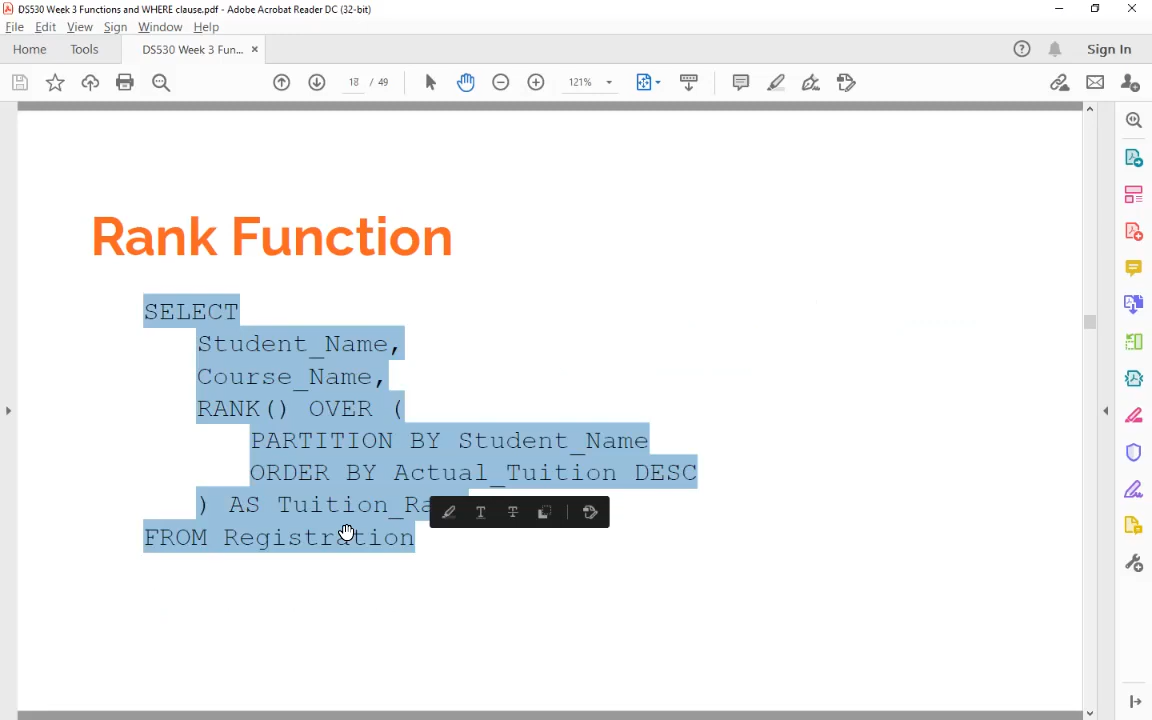 DS530 Week 3 Functions and WHERE clause.pdf - Adobe Acrobat Reader DC (32-bit)
File Edit View Sign Window Help
Home Tools DS530 Week 3 Fun... × Sign In
18 / 49 121%
Rank Function
SELECT
Student_Name,
Course_Name,
RANK() OVER (
PARTITION BY Student_Name
ORDER BY Actual_Tuition DESC
) AS Tuition_Ra
FROM Registration